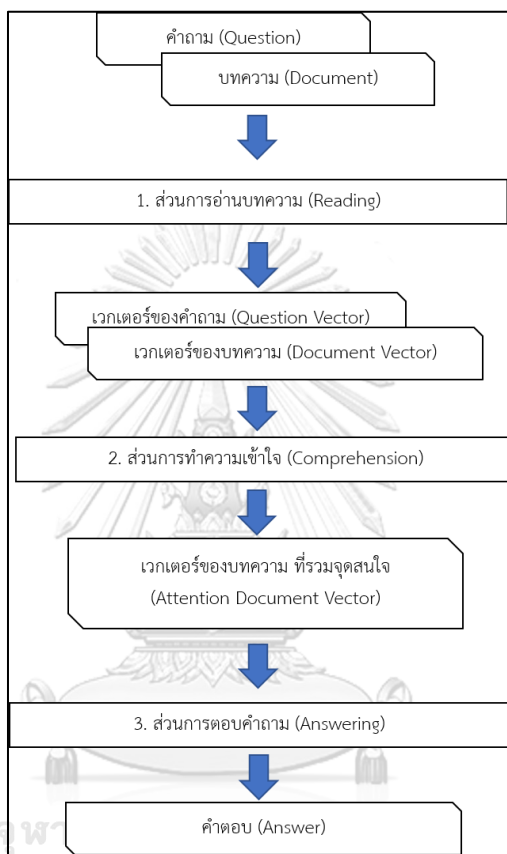 คำถาม (Question)
บทความ (Document)
1. ส่วนการอ่านบทความ (Reading)
เวกเตอร์ของคำถาม (Question Vector)
เวกเตอร์ของบทความ (Document Vector)
2. ส่วนการทำความเข้าใจ (Comprehension)
เวกเตอร์ของบทความ ที่รวมจุดสนใจ
(Attention Document Vector)
3. ส่วนการตอบคำถาม (Answering)
คำตอบ (Answer)